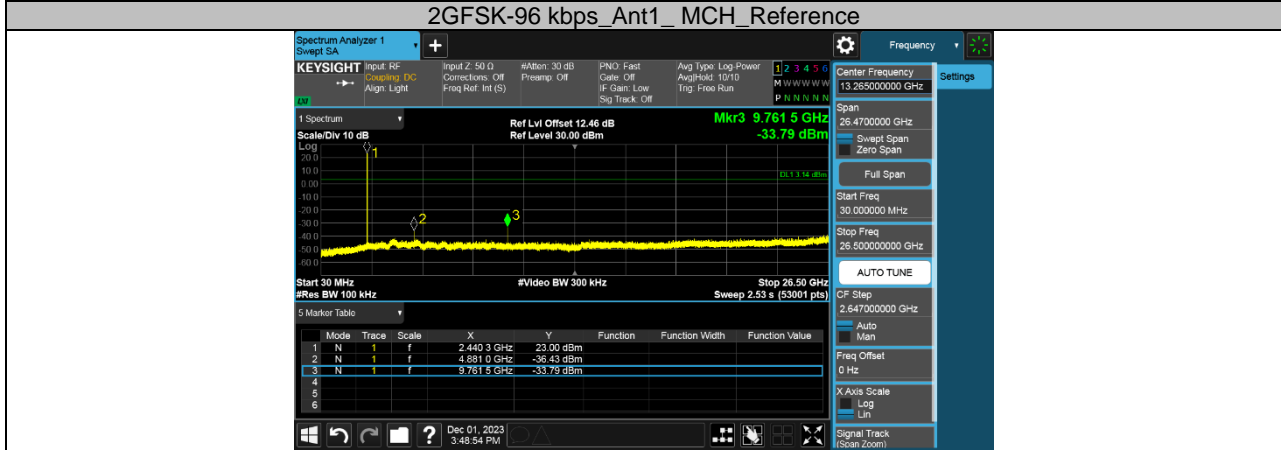 2GFSK-96 kbps_Ant1_ MCH_Reference
Spectrum Analyzer 1
Swept SA
+
Frequency
KEYSIGHT
Input: RF
Coupling: DC
Align: Light
Input Z: 50 Ω
Corrections: Off
Freq Ref: Int (S)
#Atten: 30 dB
Preamp: Off
PNO: Fast
Gate: Off
IF Gain: Low
Sig Track: Off
Avg Type: Log-Power
Avg|Hold: 10/10
Trig: Free Run
1 2 3 4 5 6
M W W W W W
P N N N N N
LXI
Center Frequency
13.265000000 GHz
Settings
Span
26.4700000 GHz
Swept Span
Zero Span
Full Span
Start Freq
30.000000 MHz
Stop Freq
26.500000000 GHz
AUTO TUNE
CF Step
2.647000000 GHz
Auto
Man
Freq Offset
0 Hz
X Axis Scale
Log
Lin
Signal Track
(Span Zoom)
1 Spectrum
Scale/Div 10 dB
Ref Lvl Offset 12.46 dB
Ref Level 30.00 dBm
Mkr3 9.761 5 GHz
-33.79 dBm
Log
20.0
10.0
0.00
-10.0
-20.0
-30.0
-40.0
-50.0
-60.0
1
2
3
DL1 3.14 dBm
Start 30 MHz
#Video BW 300 kHz
Stop 26.50 GHz
#Res BW 100 kHz
Sweep 2.53 s (53001 pts)
5 Marker Table
Mode Trace Scale X Y Function Function Width Function Value
1 N 1 f 2.440 3 GHz 23.00 dBm
2 N 1 f 4.881 0 GHz -36.43 dBm
3 N 1 f 9.761 5 GHz -33.79 dBm
4
5
6
?
Dec 01, 2023
3:48:54 PM